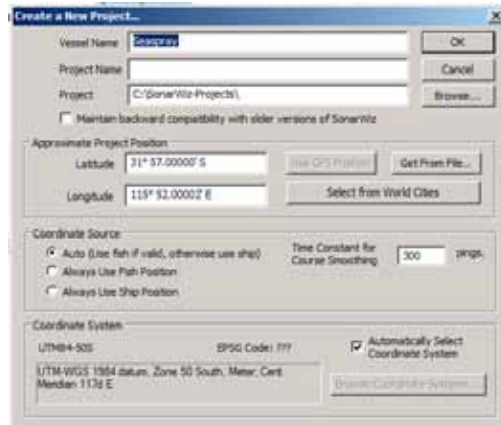 Create a New Project...
Vessel Name Seaspray OK
Project Name Cancel
Project C:\SonarWiz-Projects\ Browse...
Maintain backward compatibility with older versions of SonarWiz
Approximate Project Position
Latitude 31° 57.00000' S Use GPS Position Get From File...
Longitude 115° 52.00002' E Select from World Cities
Coordinate Source
Auto (Use fish if valid, otherwise use ship)
Always Use Fish Position
Always Use Ship Position
Time Constant for
Course Smoothing 300 pings.
Coordinate System
UTM84-50S EPSG Code: ???
Automatically Select
Coordinate System
UTM-WGS 1984 datum, Zone 50 South, Meter, Cent
Meridian 117d E
Browse Coordinate Systems...